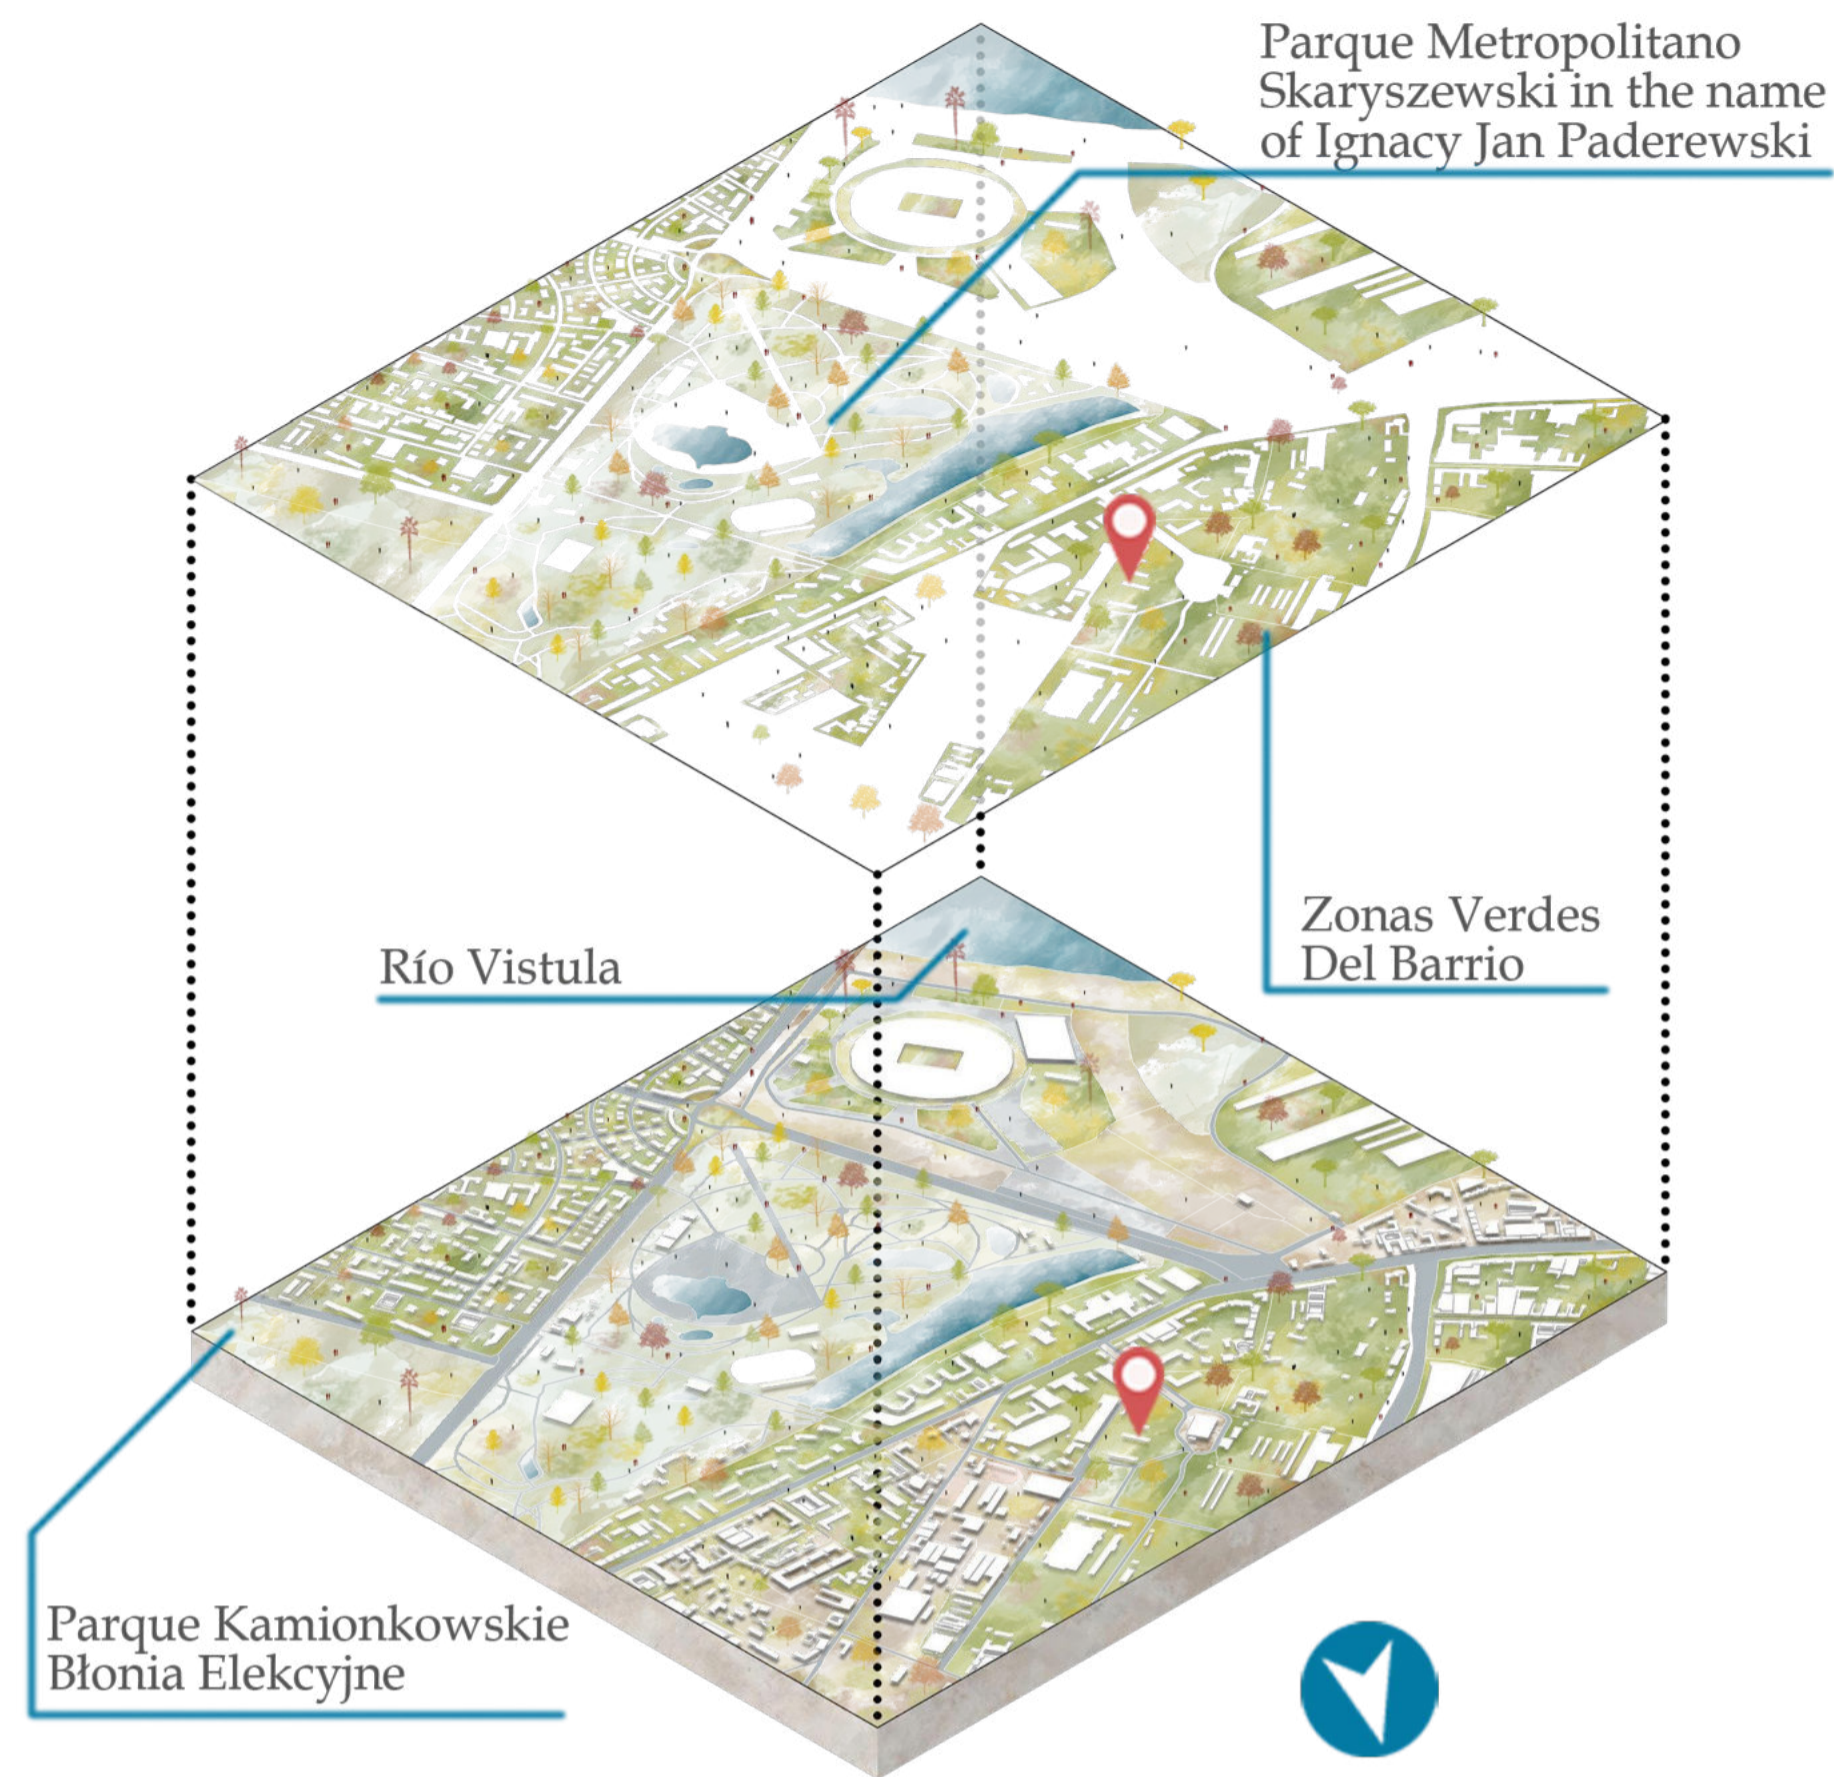 Parque Metropolitano
Skaryszewski in the name
of Ignacy Jan Paderewski
Río Vistula
Zonas Verdes
Del Barrio
Parque Kamionkowskie
Błonia Elekcyjne